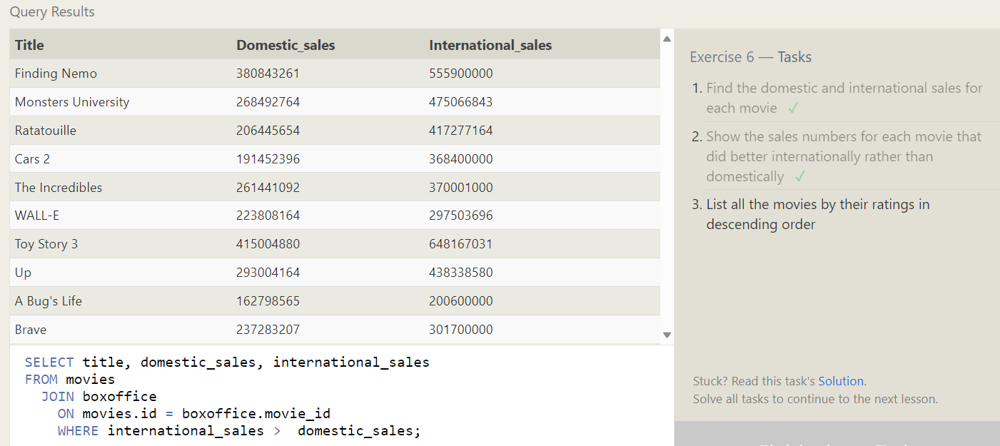 Query Results
Title Domestic_sales International_sales
Finding Nemo 380843261 555900000
Monsters University 268492764 475066843
Ratatouille 206445654 417277164
Cars 2 191452396 368400000
The Incredibles 261441092 370001000
WALL-E 223808164 297503696
Toy Story 3 415004880 648167031
Up 293004164 438338580
A Bug's Life 162798565 200600000
Brave 237283207 301700000
SELECT title, domestic_sales, international_sales
FROM movies
JOIN boxoffice
ON movies.id = boxoffice.movie_id
WHERE international_sales >  domestic_sales;
Exercise 6 — Tasks
1. Find the domestic and international sales for
each movie ✓
2. Show the sales numbers for each movie that
did better internationally rather than
domestically ✓
3. List all the movies by their ratings in
descending order
Stuck? Read this task's Solution.
Solve all tasks to continue to the next lesson.